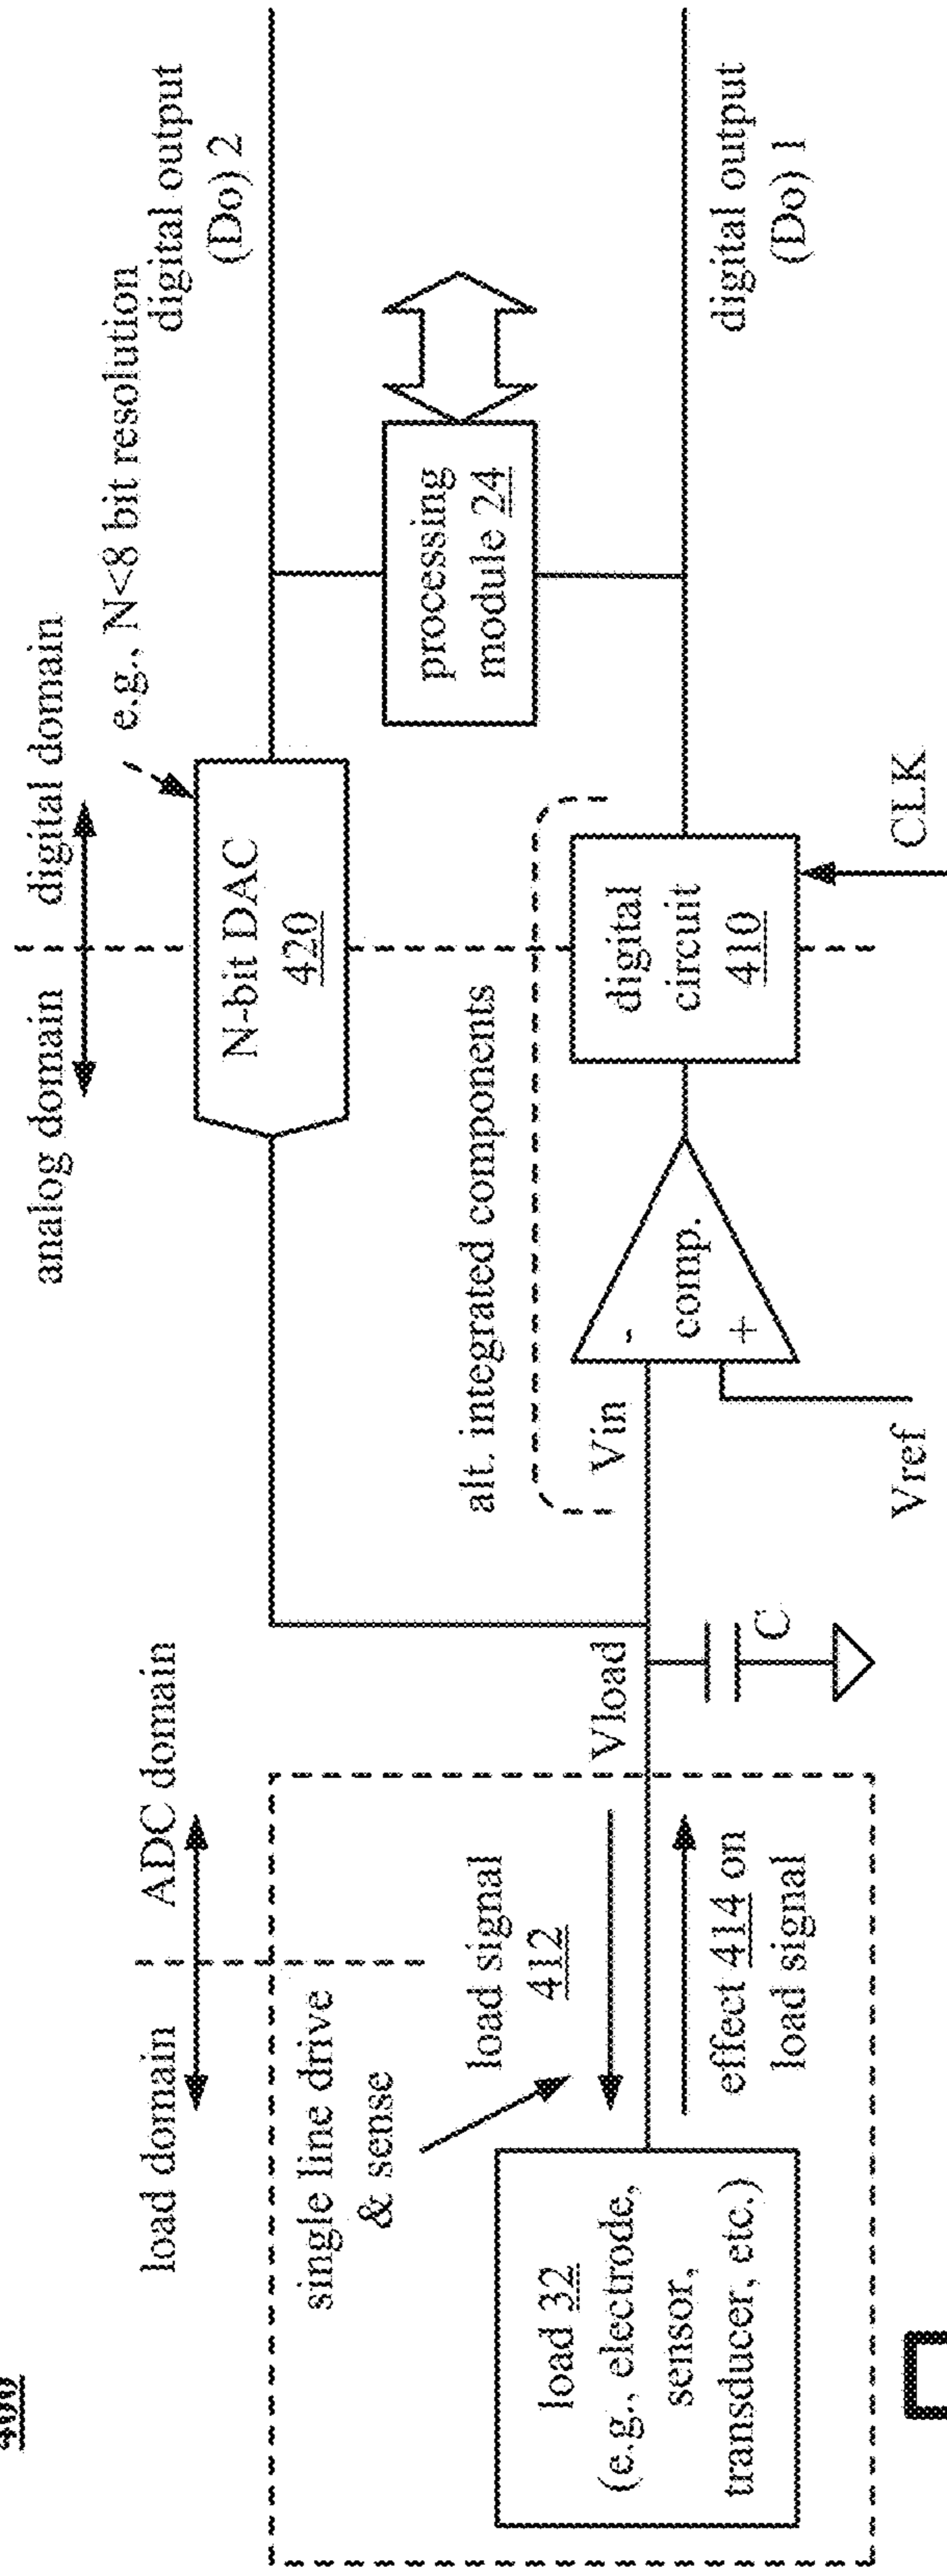 load domain
ADC domain
analog domain
digital domain
e.g., N<8 bit resolution
digital output
(Do) 2
N-bit DAC
420
single line drive
& sense
load signal
412
Vload
alt. integrated components
processing
module 24
load 32
(e.g., electrode,
sensor,
transducer, etc.)
effect 414 on
load signal
C
Vin
-
comp.
+
Vref
digital
circuit
410
CLK
digital output
(Do) 1